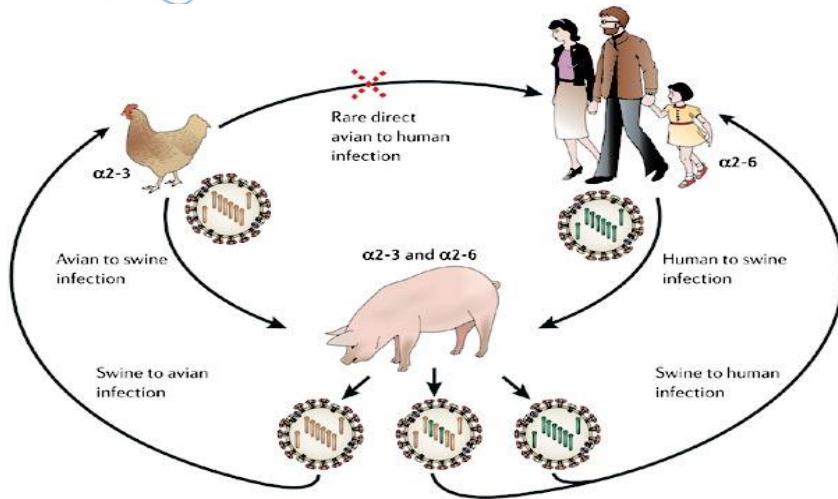 Rare direct
avian to human
infection
α2-3
α2-6
Avian to swine
infection
α2-3 and α2-6
Human to swine
infection
Swine to avian
infection
Swine to human
infection